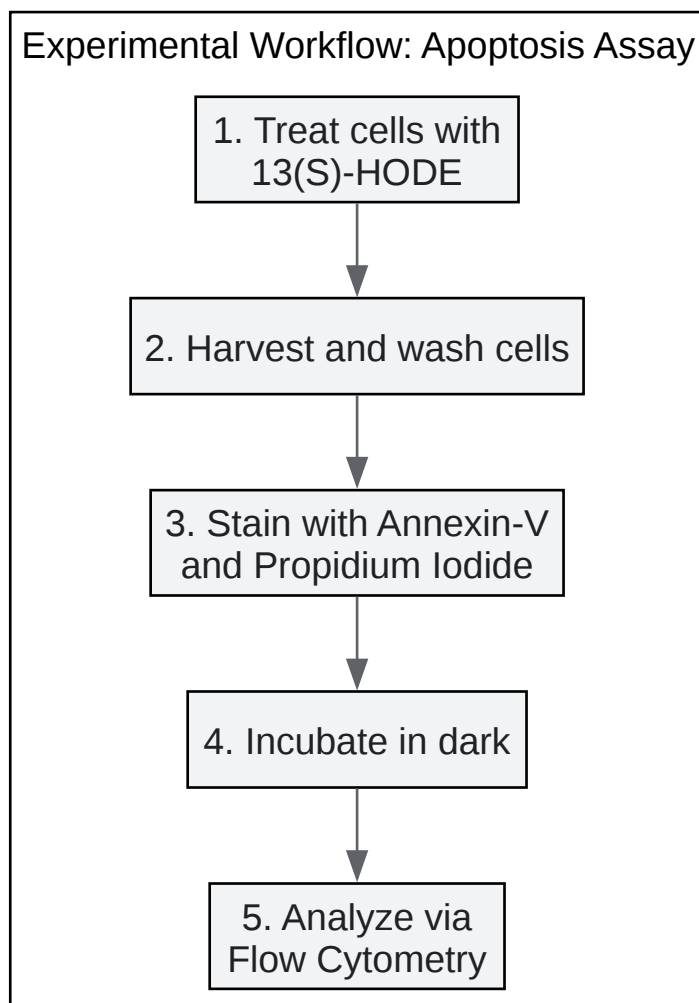 Experimental Workflow: Apoptosis Assay
1. Treat cells with
13(S)-HODE
2. Harvest and wash cells
3. Stain with Annexin-V
and Propidium Iodide
4. Incubate in dark
5. Analyze via
Flow Cytometry